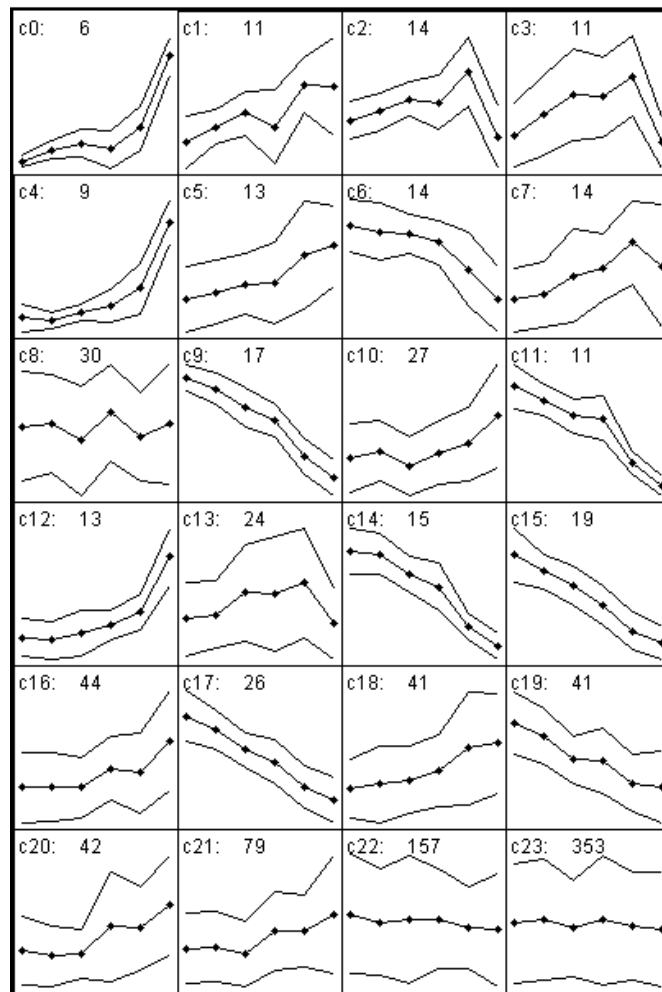 c0: 6 c1: 11 c2: 14 c3: 11
c4: 9 c5: 13 c6: 14 c7: 14
c8: 30 c9: 17 c10: 27 c11: 11
c12: 13 c13: 24 c14: 15 c15: 19
c16: 44 c17: 26 c18: 41 c19: 41
c20: 42 c21: 79 c22: 157 c23: 353